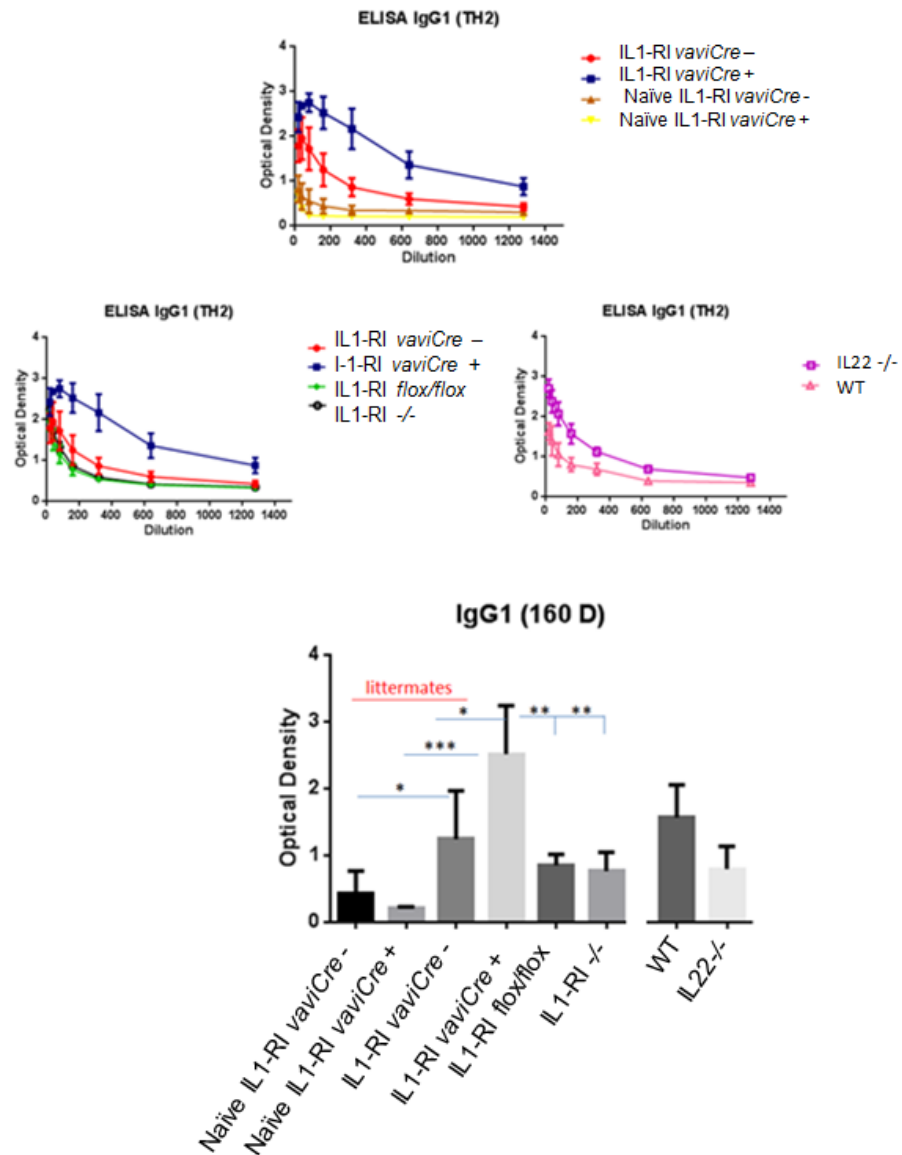 ELISA IgG1 (TH2)
4
3
2
1
0
Optical Density
0 200 400 600 800 1000 1200 1400
Dilution
IL1-RI vaviCre –
IL1-RI vaviCre +
Naïve IL1-RI vaviCre -
Naïve IL1-RI vaviCre +
ELISA IgG1 (TH2)
4
3
2
1
0
Optical Density
0 200 400 600 800 1000 1200 1400
Dilution
IL1-RI vaviCre –
I-1-RI vaviCre +
IL1-RI flox/flox
IL1-RI -/-
ELISA IgG1 (TH2)
4
3
2
1
0
Optical Density
0 200 400 600 800 1000 1200 1400
Dilution
IL22 -/-
WT
IgG1 (160 D)
4
3
2
1
0
Optical Density
littermates
* ** **
***
*
Naïve IL1-RI vaviCre -
Naïve IL1-RI vaviCre +
IL1-RI vaviCre -
IL1-RI vaviCre +
IL1-RI flox/flox
IL1-RI -/-
WT
IL22-/-